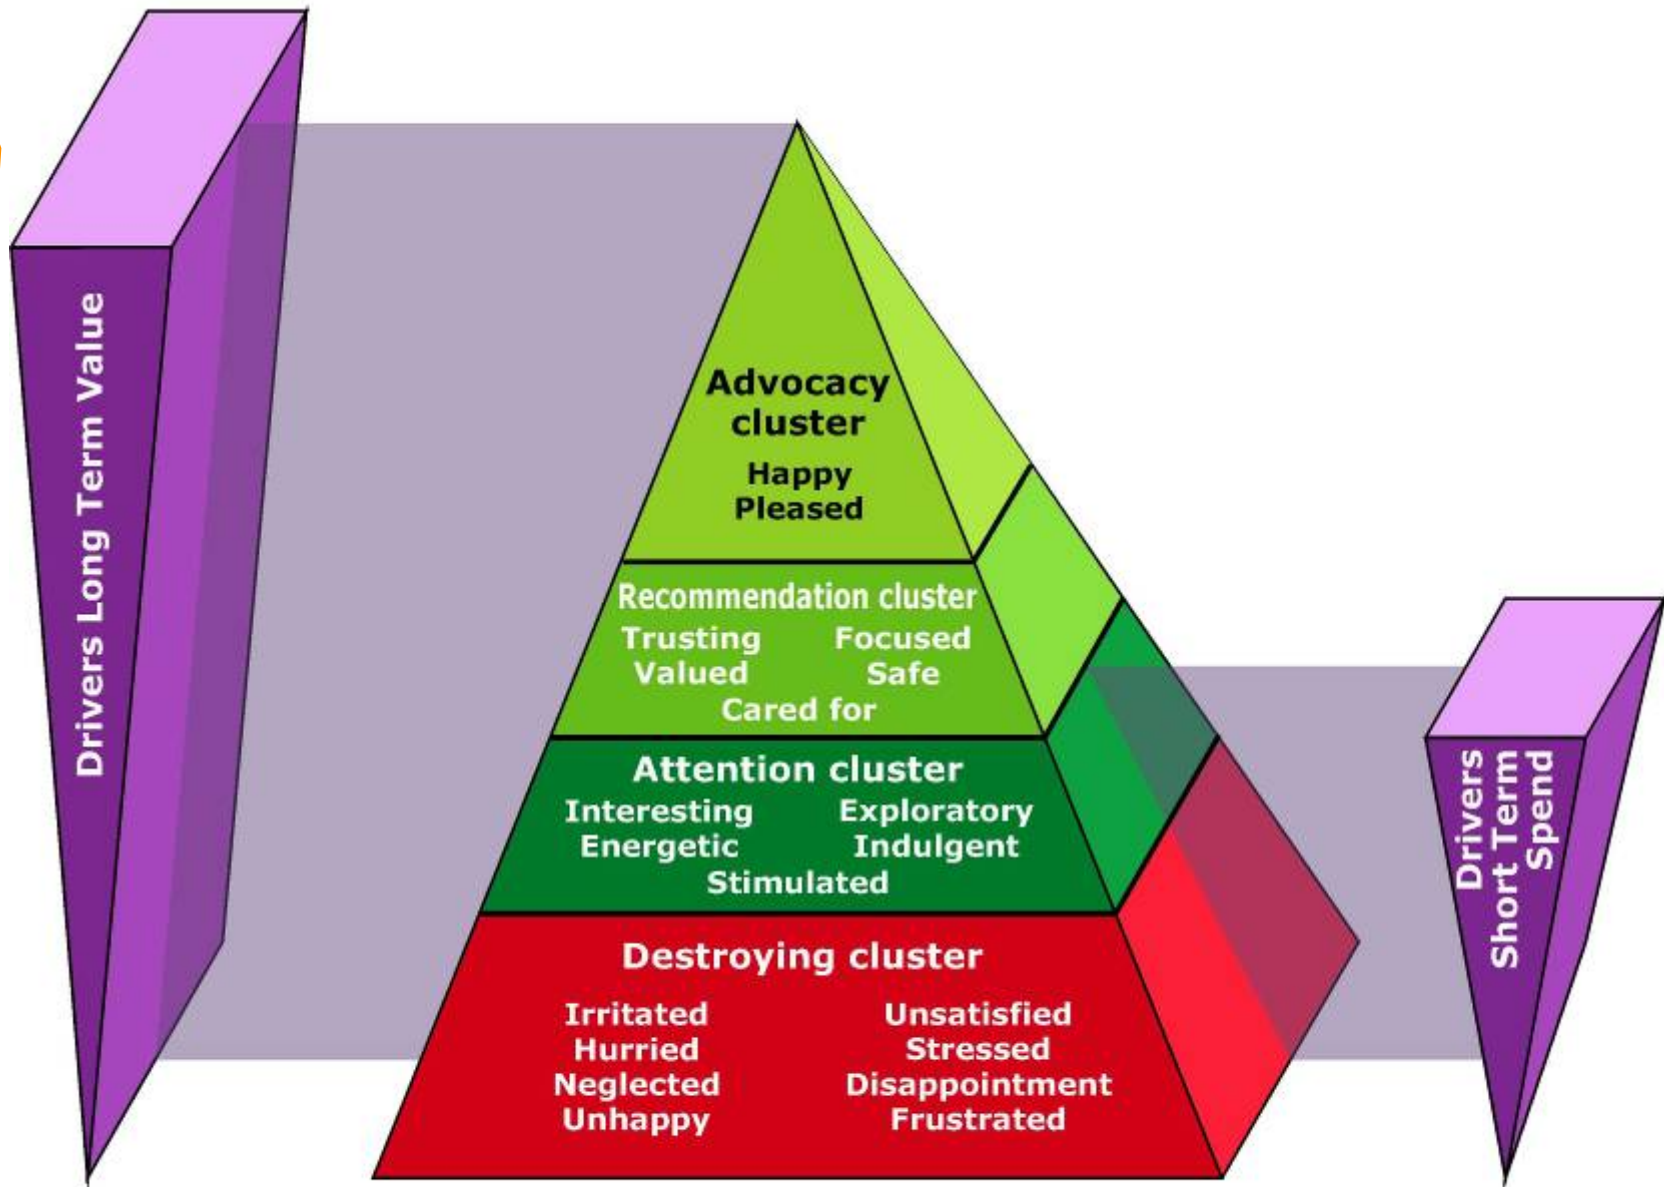 Drivers Long Term Value
Advocacy
cluster
Happy
Pleased
Recommendation cluster
Trusting Focused
Valued Safe
Cared for
Attention cluster
Interesting Exploratory
Energetic Indulgent
Stimulated
Destroying cluster
Irritated Unsatisfied
Hurried Stressed
Neglected Disappointment
Unhappy Frustrated
Drivers
Short Term
Spend